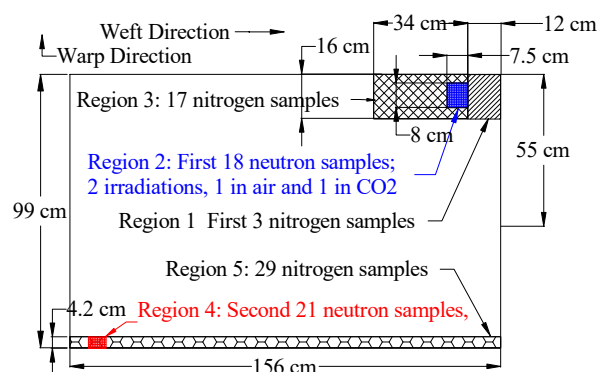 Weft Direction
Warp Direction
34 cm
12 cm
16 cm
7.5 cm
Region 3: 17 nitrogen samples
8 cm
Region 2: First 18 neutron samples;
2 irradiations, 1 in air and 1 in CO2
55 cm
99 cm
Region 1 First 3 nitrogen samples
Region 5: 29 nitrogen samples
4.2 cm
Region 4: Second 21 neutron samples,
156 cm